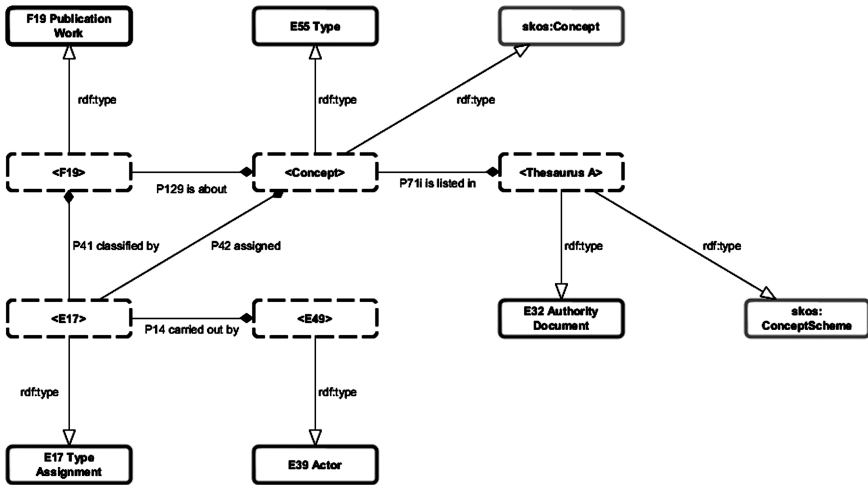 F19 Publication
Work
E55 Type
skos:Concept
rdf:type
rdf:type
rdf:type
<F19>
P129 is about
<Concept>
P71i is listed in
<Thesaurus A>
P41 classified by
P42 assigned
rdf:type
rdf:type
<E17>
P14 carried out by
<E49>
E32 Authority
Document
skos:
ConceptScheme
rdf:type
rdf:type
E17 Type
Assignment
E39 Actor